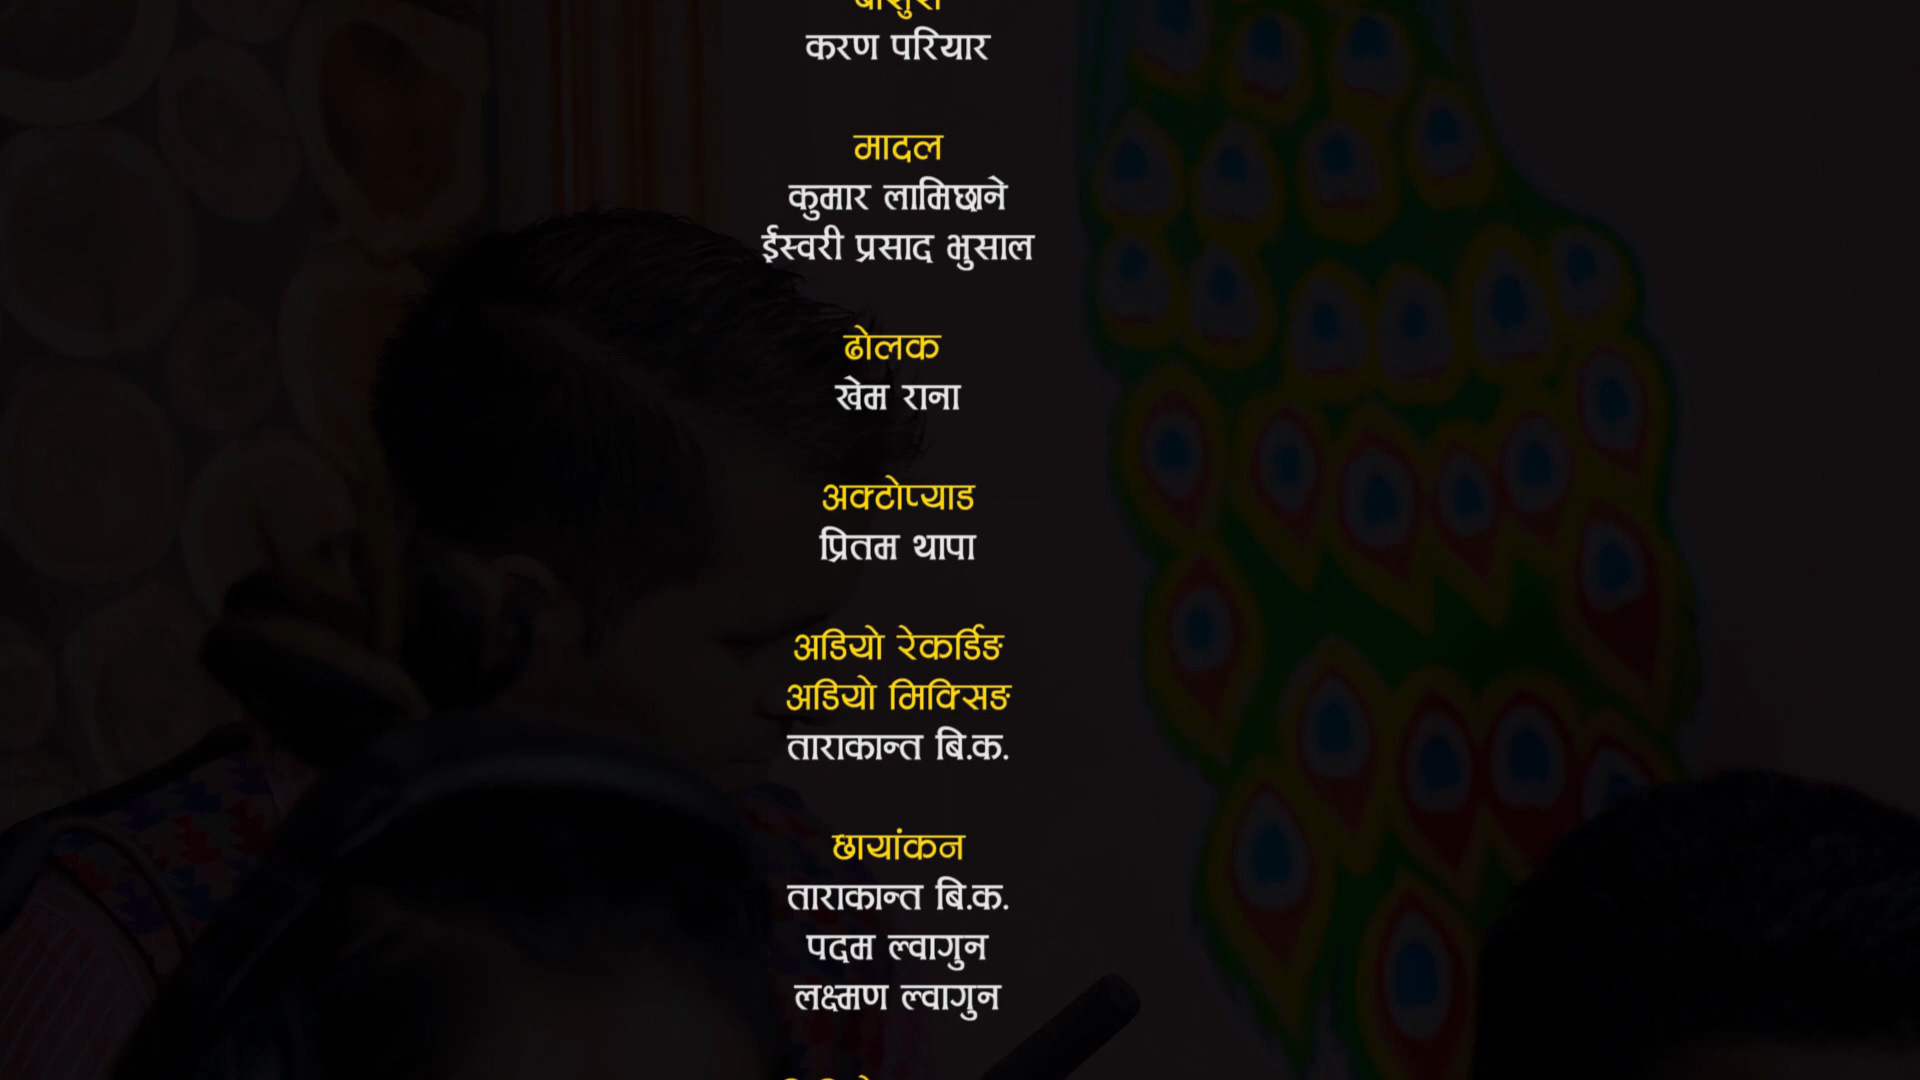 करण परियार
मादल
कुमार लामिछाने
ईस्वरी प्रसाद भुसाल
ढोलक
खेम राना
अक्टोप्याड
प्रितम थापा
अडियो रेकर्डिङ
अडियो मिक्सिङ
ताराकान्त बि.क.
छायांकन
ताराकान्त बि.क.
पदम ल्वागुन
लक्ष्मण ल्वागुन